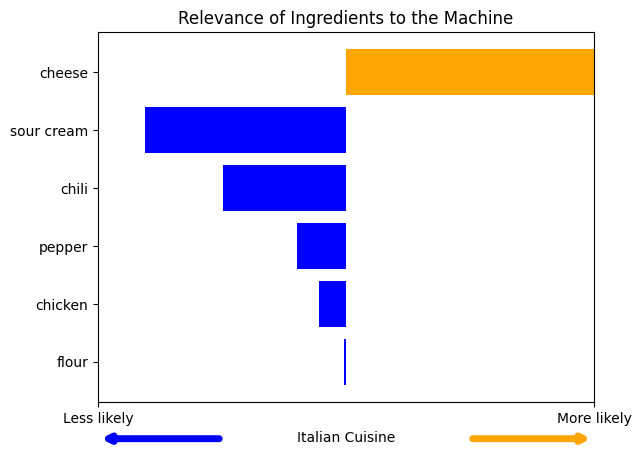 Relevance of Ingredients to the Machine
cheese
sour cream
chili
pepper
chicken
flour
Less likely
More likely
Italian Cuisine